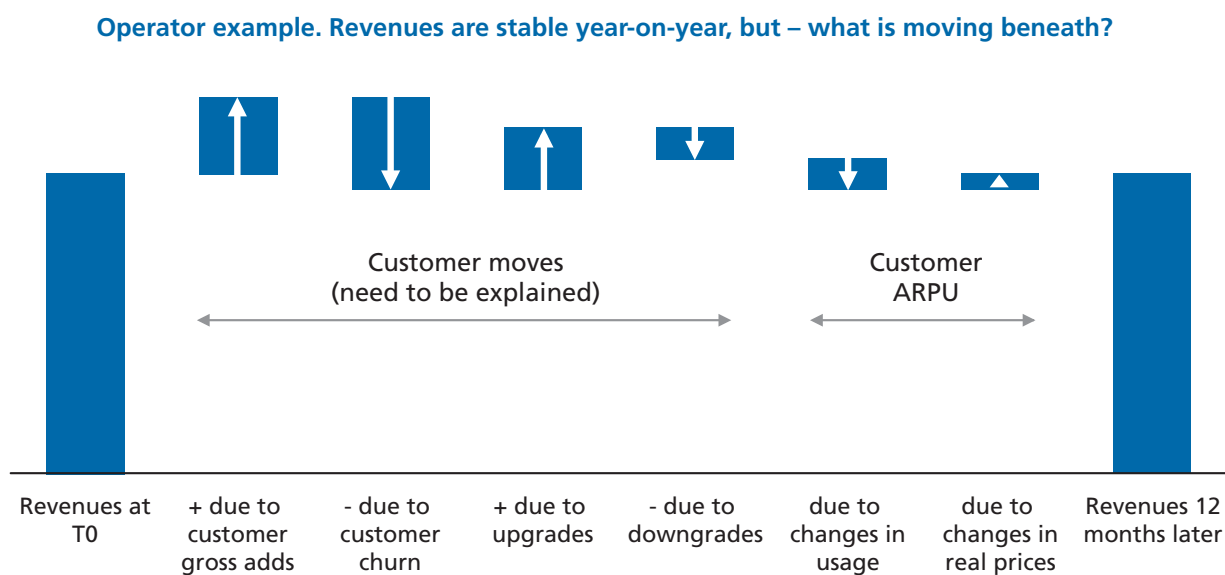 Operator example. Revenues are stable year-on-year, but – what is moving beneath?
Customer moves
(need to be explained)
Customer
ARPU
Revenues at
T0
+ due to
customer
gross adds
- due to
customer
churn
+ due to
upgrades
- due to
downgrades
due to
changes in
usage
due to
changes in
real prices
Revenues 12
months later